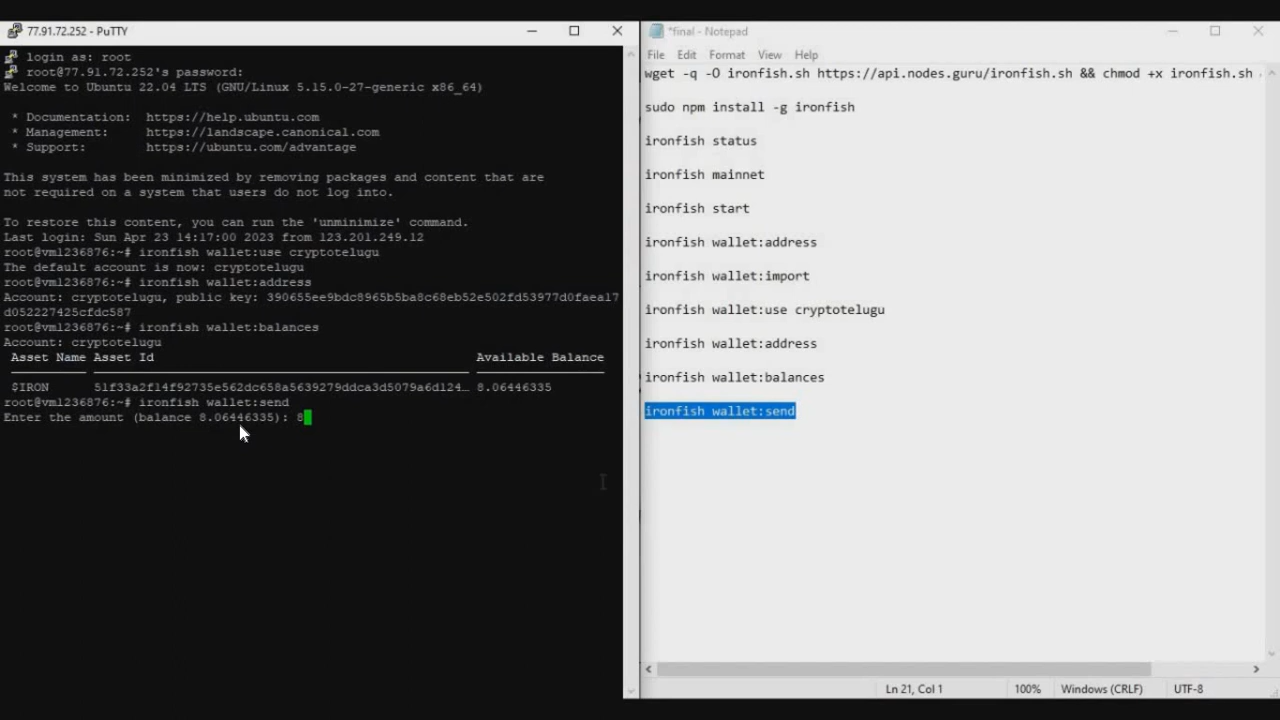 77.91.72.252 - PuTTY
login as: root
root@77.91.72.252's password:
Welcome to Ubuntu 22.04 LTS (GNU/Linux 5.15.0-27-generic x86_64)
* Documentation: https://help.ubuntu.com
* Management: https://landscape.canonical.com
* Support: https://ubuntu.com/advantage
This system has been minimized by removing packages and content that are
not required on a system that users do not log into.
To restore this content, you can run the 'unminimize' command.
Last login: Sun Apr 23 14:17:00 2023 from 123.201.249.12
root@vm1236876:~# ironfish wallet:use cryptotelugu
The default account is now: cryptotelugu
root@vm1236876:~# ironfish wallet:address
Account: cryptotelugu, public key: 390655ee9bdc8965b5ba8c68eb52e502fd53977d0faea17
d052227425cfdc587
root@vm1236876:~# ironfish wallet:balances
Account: cryptotelugu
Asset Name Asset Id Available Balance
$IRON 51f33a2f14f92735e562dc658a5639279ddca3d5079a6d124… 8.06446335
root@vm1236876:~# ironfish wallet:send
Enter the amount (balance 8.06446335): 8
*final - Notepad
File Edit Format View Help
wget -q -O ironfish.sh https://api.nodes.guru/ironfish.sh && chmod +x ironfish.sh
sudo npm install -g ironfish
ironfish status
ironfish mainnet
ironfish start
ironfish wallet:address
ironfish wallet:import
ironfish wallet:use cryptotelugu
ironfish wallet:address
ironfish wallet:balances
ironfish wallet:send
Ln 21, Col 1 100% Windows (CRLF) UTF-8